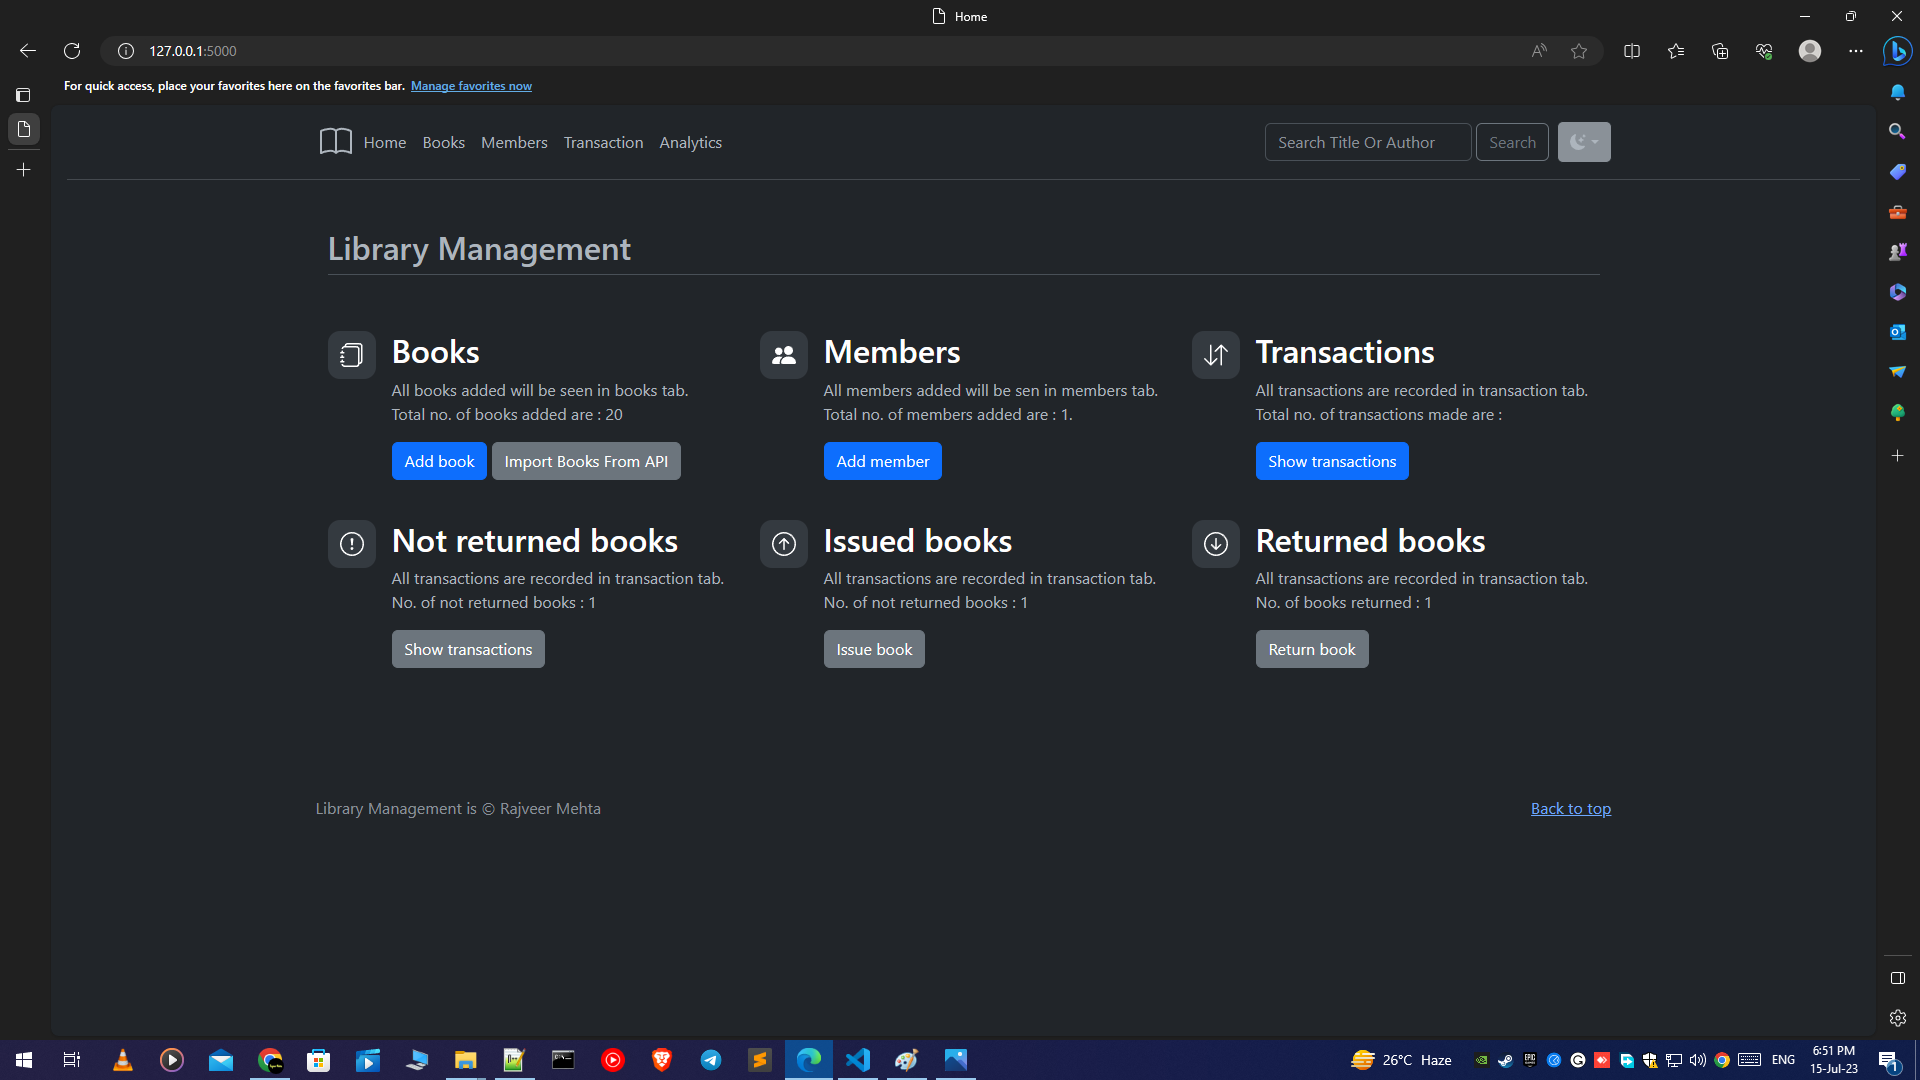 Home
127.0.0.1:5000
For quick access, place your favorites here on the favorites bar. Manage favorites now
Home Books Members Transaction Analytics Search Title Or Author Search
Library Management
Books
All books added will be seen in books tab.
Total no. of books added are : 20
Add book Import Books From API
Members
All members added will be sen in members tab.
Total no. of members added are : 1.
Add member
Transactions
All transactions are recorded in transaction tab.
Total no. of transactions made are :
Show transactions
Not returned books
All transactions are recorded in transaction tab.
No. of not returned books : 1
Show transactions
Issued books
All transactions are recorded in transaction tab.
No. of not returned books : 1
Issue book
Returned books
All transactions are recorded in transaction tab.
No. of books returned : 1
Return book
Library Management is © Rajveer Mehta
Back to top
26°C Haze
ENG
6:51 PM
15-Jul-23
1